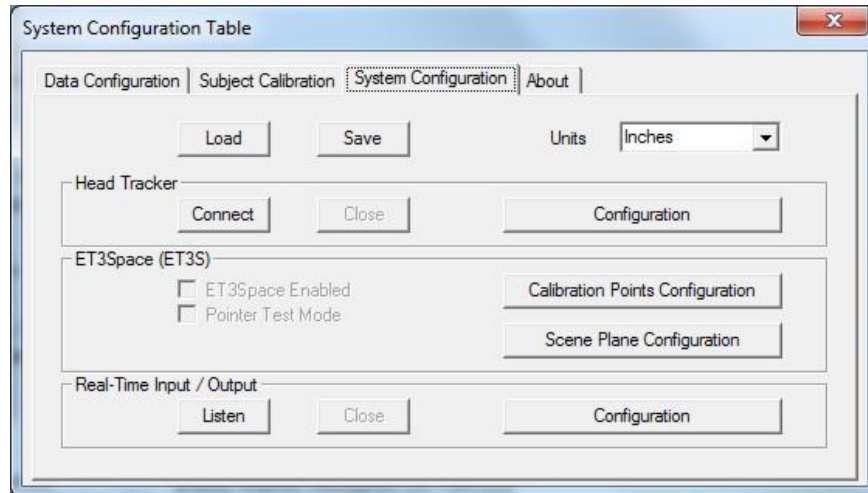 System Configuration Table
Data Configuration Subject Calibration System Configuration About
Load Save Units Inches
Head Tracker
Connect Close Configuration
ET3Space (ET3S)
ET3Space Enabled Calibration Points Configuration
Pointer Test Mode
Scene Plane Configuration
Real-Time Input / Output
Listen Close Configuration